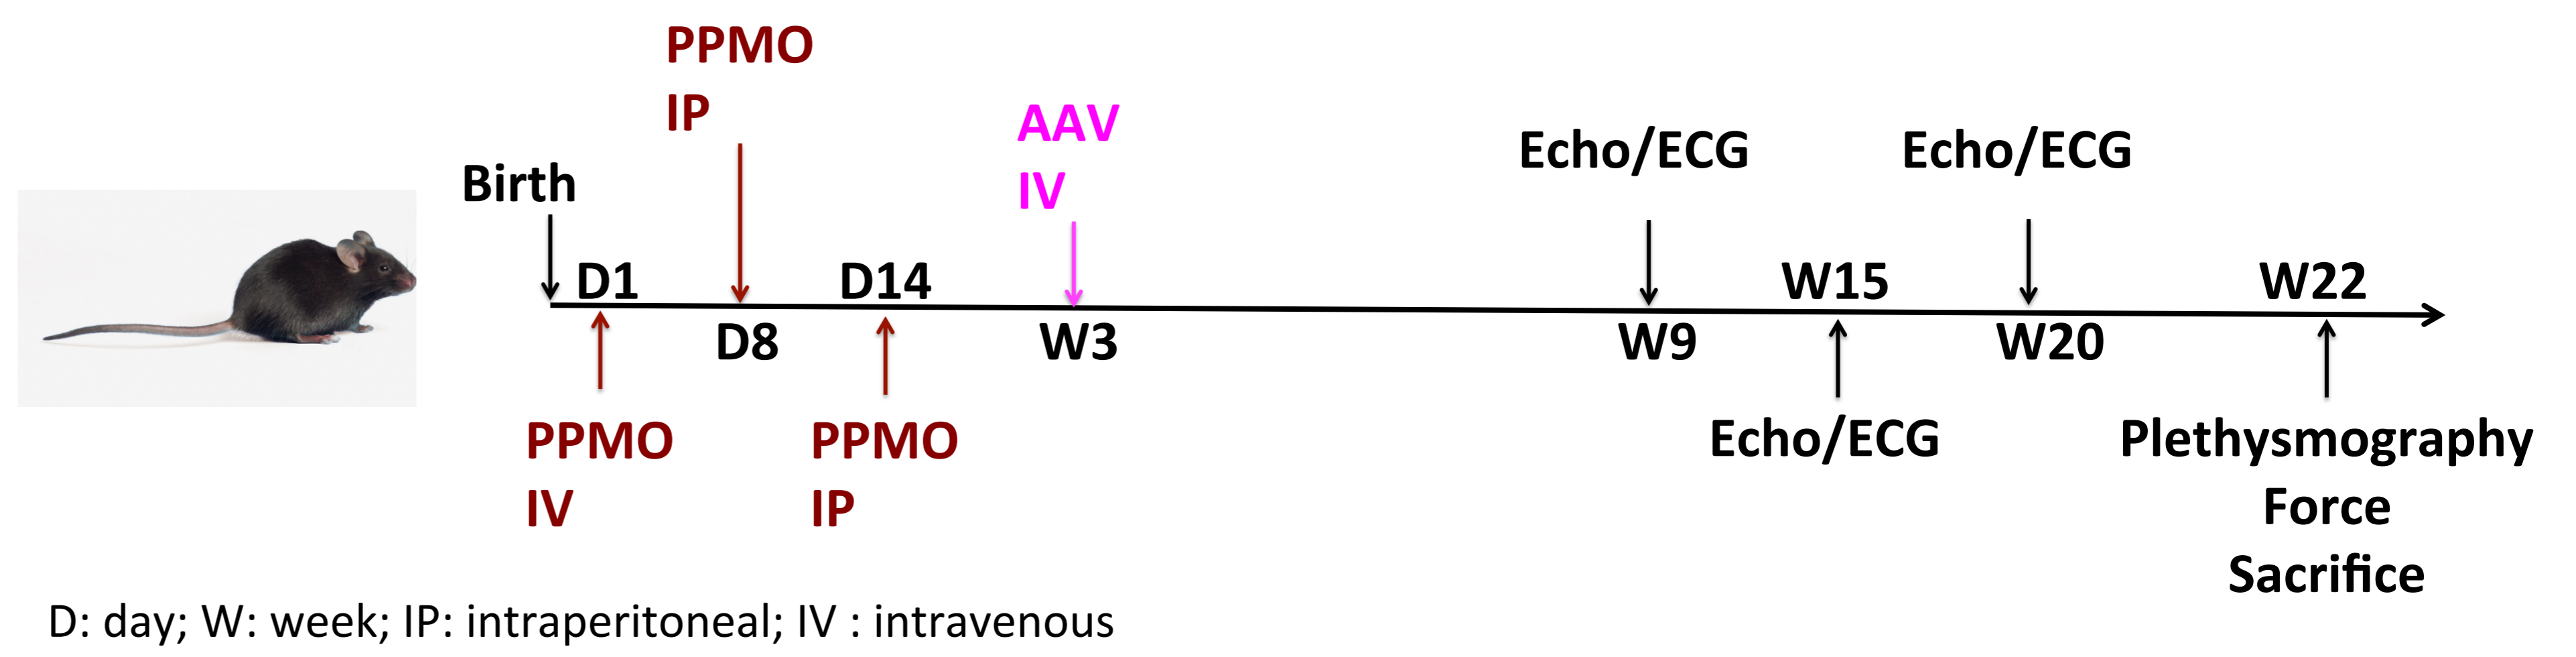 PPMO
IP
AAV
IV
Echo/ECG
Echo/ECG
Birth
D1
D14
W15
W22
D8
W3
W9
W20
PPMO
IV
PPMO
IP
Echo/ECG
Plethysmography
Force
Sacrifice
D: day; W: week; IP: intraperitoneal; IV : intravenous